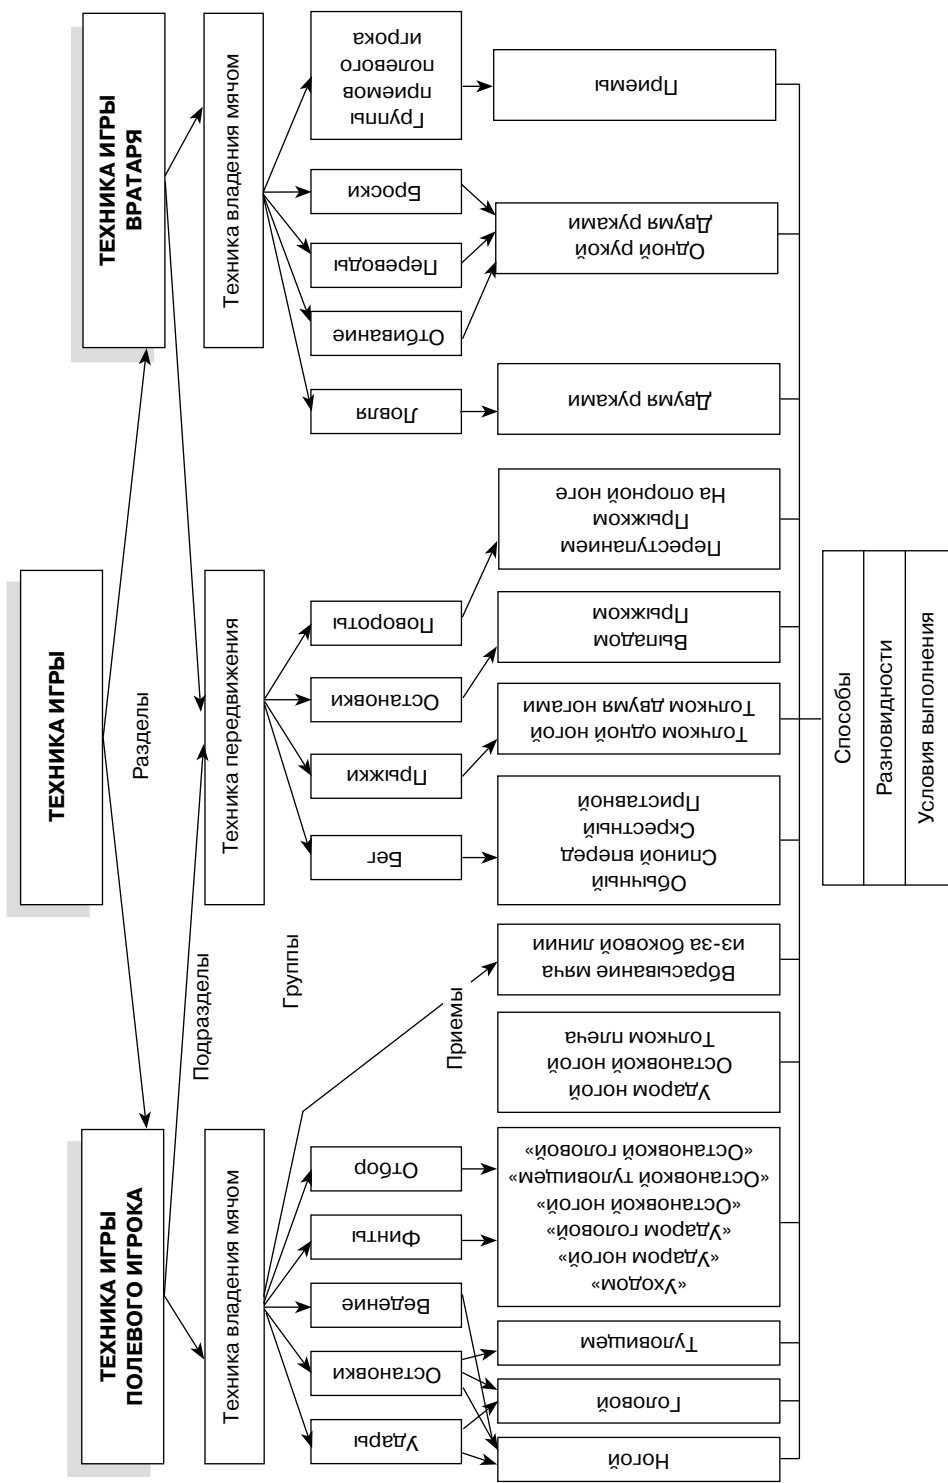 ТЕХНИКА ИГРЫ
Разделы
ТЕХНИКА ИГРЫ
ПОЛЕВОГО ИГРОКА
ТЕХНИКА ИГРЫ
ВРАТАРЯ
Подразделы
Техника владения мячом
Техника передвижения
Техника владения мячом
Группы
Удары
Остановки
Ведение
Финты
Отбор
Бег
Прыжки
Остановки
Повороты
Ловля
Отбивание
Переводы
Броски
Группы
приемов
полевого
игрока
Приемы
Ногой
Головой
Туловищем
«Уходом»
«Ударом ногой»
«Ударом головой»
«Остановкой ногой»
«Остановкой туловищем»
«Остановкой головой»
Ударом ногой
Остановкой ногой
Толчком плеча
Вбрасывание мяча
из-за боковой линии
Обычный
Спиной вперед
Скрестный
Приставной
Толчком одной ногой
Толчком двумя ногами
Выпадом
Прыжком
Переступанием
Прыжком
На опорной ноге
Двумя руками
Одной рукой
Двумя руками
Приемы
Способы
Разновидности
Условия выполнения